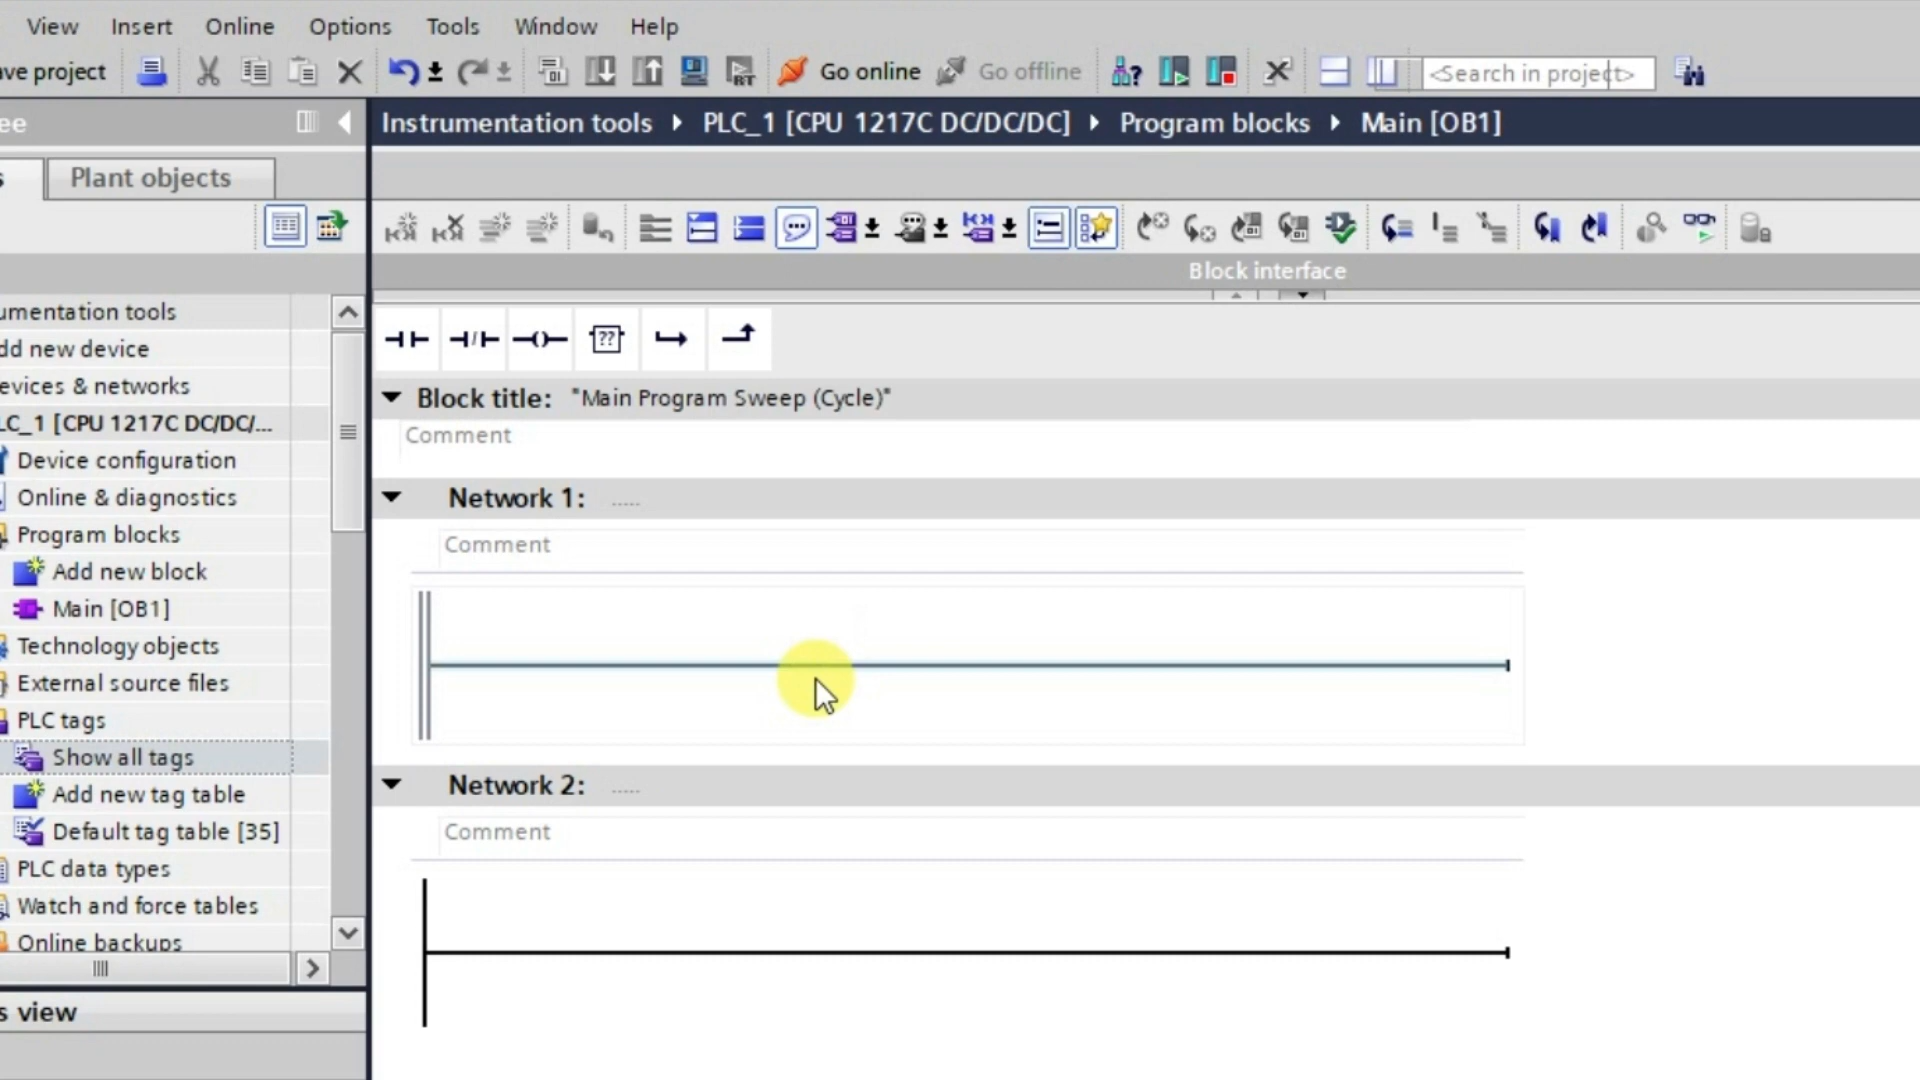 View Insert Online Options Tools Window Help
ve project Go online Go offline <Search in project>
ee Instrumentation tools PLC_1 [CPU 1217C DC/DC/DC] Program blocks Main [OB1]
s Plant objects
Block interface
umentation tools
dd new device
evices & networks
LC_1 [CPU 1217C DC/DC/...
Device configuration
Online & diagnostics
Program blocks
Add new block
Main [OB1]
Technology objects
External source files
PLC tags
Show all tags
Add new tag table
Default tag table [35]
PLC data types
Watch and force tables
Online backups
s view
??
Block title: "Main Program Sweep (Cycle)"
Comment
Network 1: .....
Comment
Network 2: .....
Comment